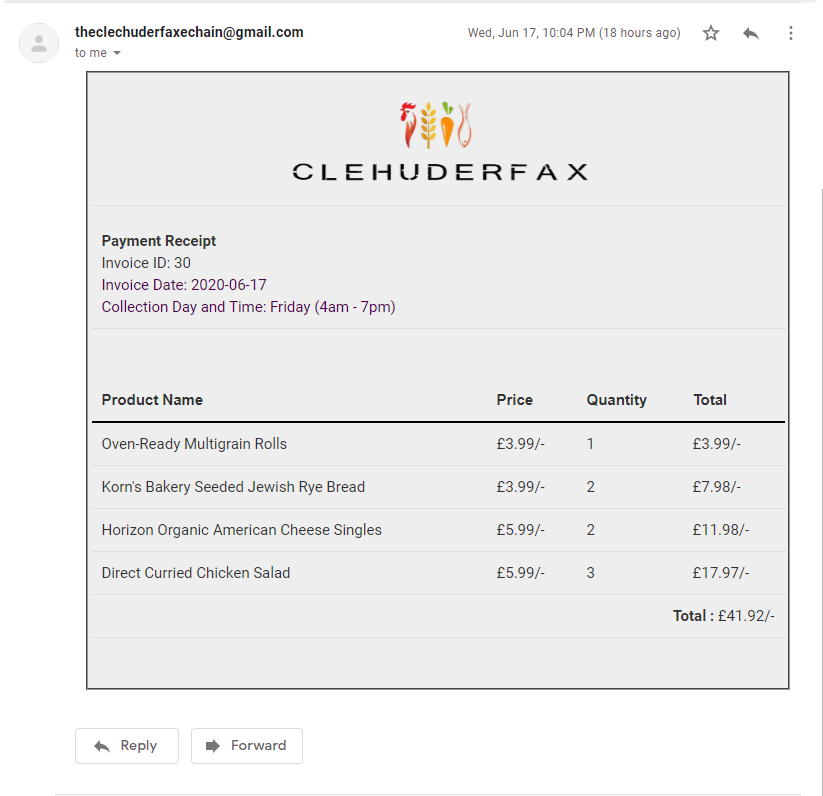 theclechuderfaxechain@gmail.com Wed, Jun 17, 10:04 PM (18 hours ago)
to me
CLEHUDERFAX
Payment Receipt
Invoice ID: 30
Invoice Date: 2020-06-17
Collection Day and Time: Friday (4am - 7pm)
Product Name Price Quantity Total
Oven-Ready Multigrain Rolls £3.99/- 1 £3.99/-
Korn's Bakery Seeded Jewish Rye Bread £3.99/- 2 £7.98/-
Horizon Organic American Cheese Singles £5.99/- 2 £11.98/-
Direct Curried Chicken Salad £5.99/- 3 £17.97/-
Total : £41.92/-
Reply Forward